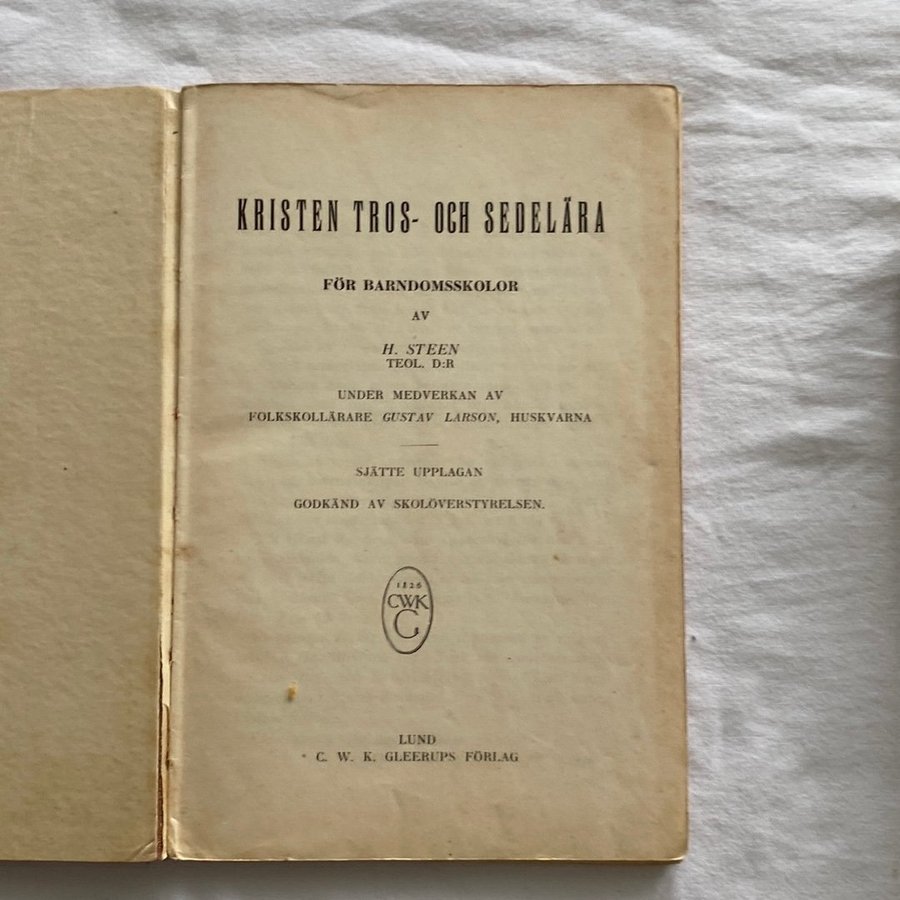 KRISTEN TROS- OCH SEDELÄRA
FÖR BARNDOMSSKOLOR
AV
H. STEEN
TEOL. D:R
UNDER MEDVERKAN AV
FOLKSKOLLÄRARE GUSTAV LARSON, HUSKVARNA
SJÄTTE UPPLAGAN
GODKÄND AV SKOLÖVERSTYRELSEN.
1826
CWK
G
LUND
C. W. K. GLEERUPS FÖRLAG